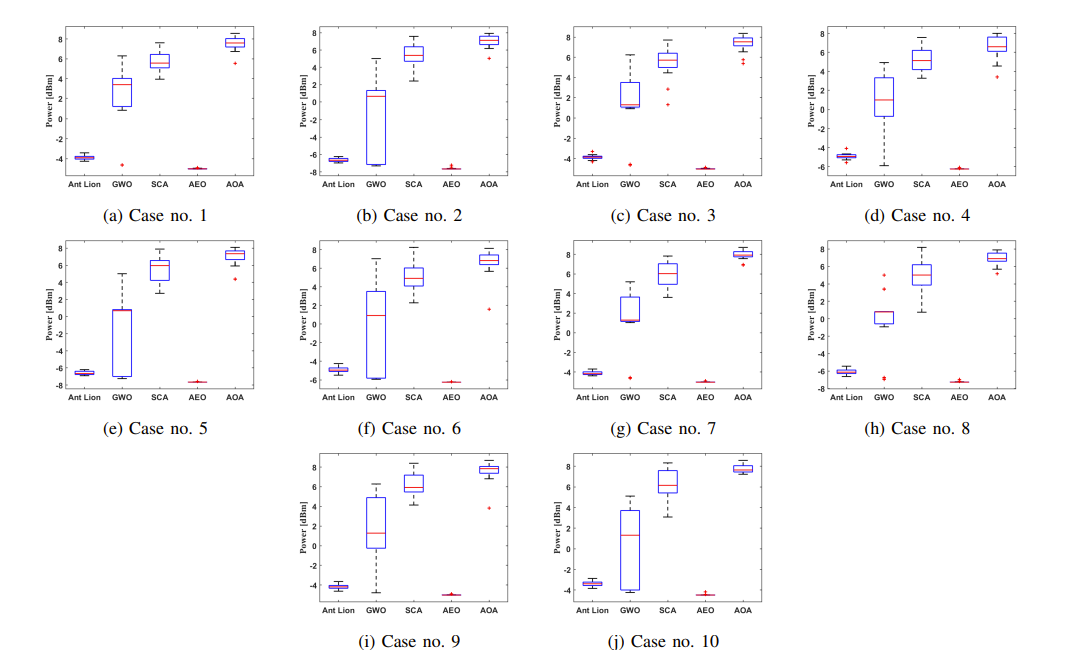 Power [dBm]
8
6
4
2
0
-2
-4
Ant Lion GWO SCA AEO AOA
(a) Case no. 1
Power [dBm]
8
6
4
2
0
-2
-4
-6
-8
Ant Lion GWO SCA AEO AOA
(b) Case no. 2
Power [dBm]
8
6
4
2
0
-2
-4
Ant Lion GWO SCA AEO AOA
(c) Case no. 3
Power [dBm]
8
6
4
2
0
-2
-4
-6
Ant Lion GWO SCA AEO AOA
(d) Case no. 4
Power [dBm]
8
6
4
2
0
-2
-4
-6
-8
Ant Lion GWO SCA AEO AOA
(e) Case no. 5
Power [dBm]
8
6
4
2
0
-2
-4
-6
Ant Lion GWO SCA AEO AOA
(f) Case no. 6
Power [dBm]
8
6
4
2
0
-2
-4
Ant Lion GWO SCA AEO AOA
(g) Case no. 7
Power [dBm]
8
6
4
2
0
-2
-4
-6
-8
Ant Lion GWO SCA AEO AOA
(h) Case no. 8
Power [dBm]
8
6
4
2
0
-2
-4
Ant Lion GWO SCA AEO AOA
(i) Case no. 9
Power [dBm]
8
6
4
2
0
-2
-4
Ant Lion GWO SCA AEO AOA
(j) Case no. 10